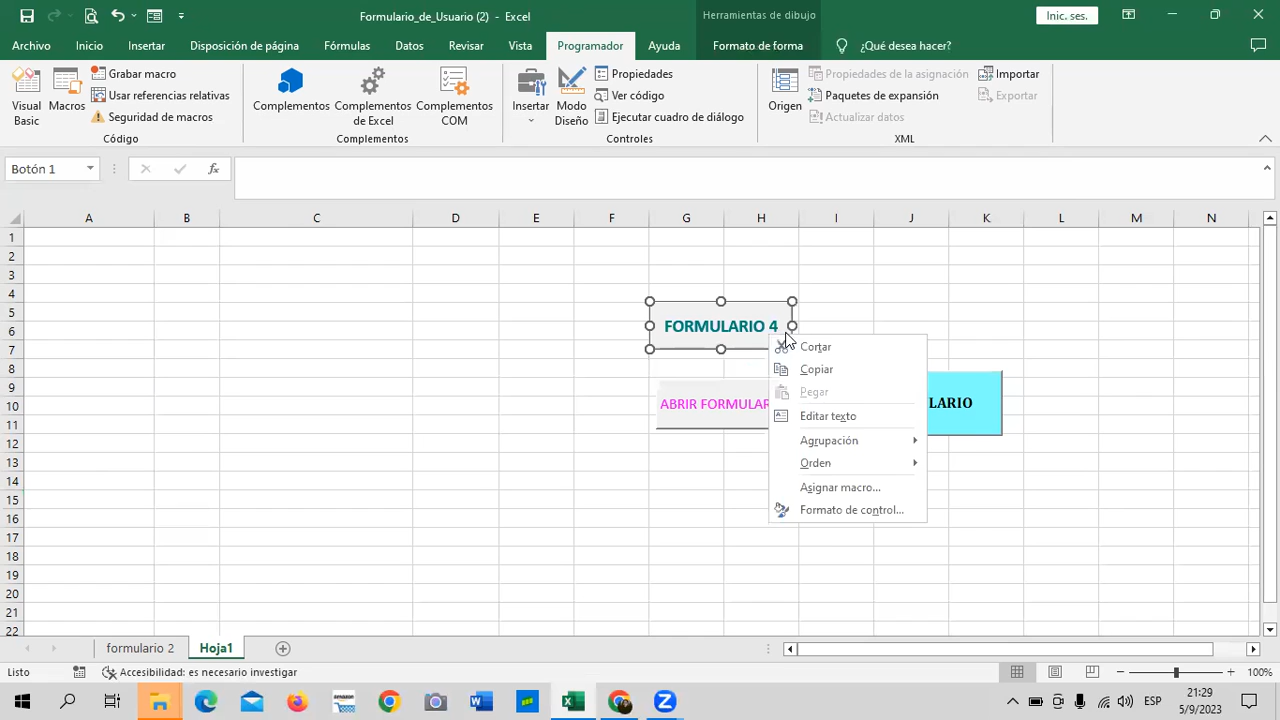 Formulario_de_Usuario (2) - Excel
Herramientas de dibujo
Inic. ses.
Archivo Inicio Insertar Disposición de página Fórmulas Datos Revisar Vista Programador Ayuda Formato de forma ¿Qué desea hacer?
Visual Basic
Macros
Grabar macro
Usar referencias relativas
Seguridad de macros
Código
Complementos
Complementos de Excel
Complementos COM
Complementos
Insertar
Modo Diseño
Propiedades
Ver código
Ejecutar cuadro de diálogo
Controles
Origen
Propiedades de la asignación
Paquetes de expansión
Actualizar datos
Importar
Exportar
XML
Botón 1
fx
A B C D E F G H I J K L M N
1
2
3
4
5
6
7
8
9
10
11
12
13
14
15
16
17
18
19
20
21
22
FORMULARIO 4
ABRIR FORMULAR
LARIO
Cortar
Copiar
Pegar
Editar texto
Agrupación
Orden
Asignar macro...
Formato de control...
formulario 2 Hoja1
Listo
Accesibilidad: es necesario investigar
100%
amazon
ESP
21:29
5/9/2023